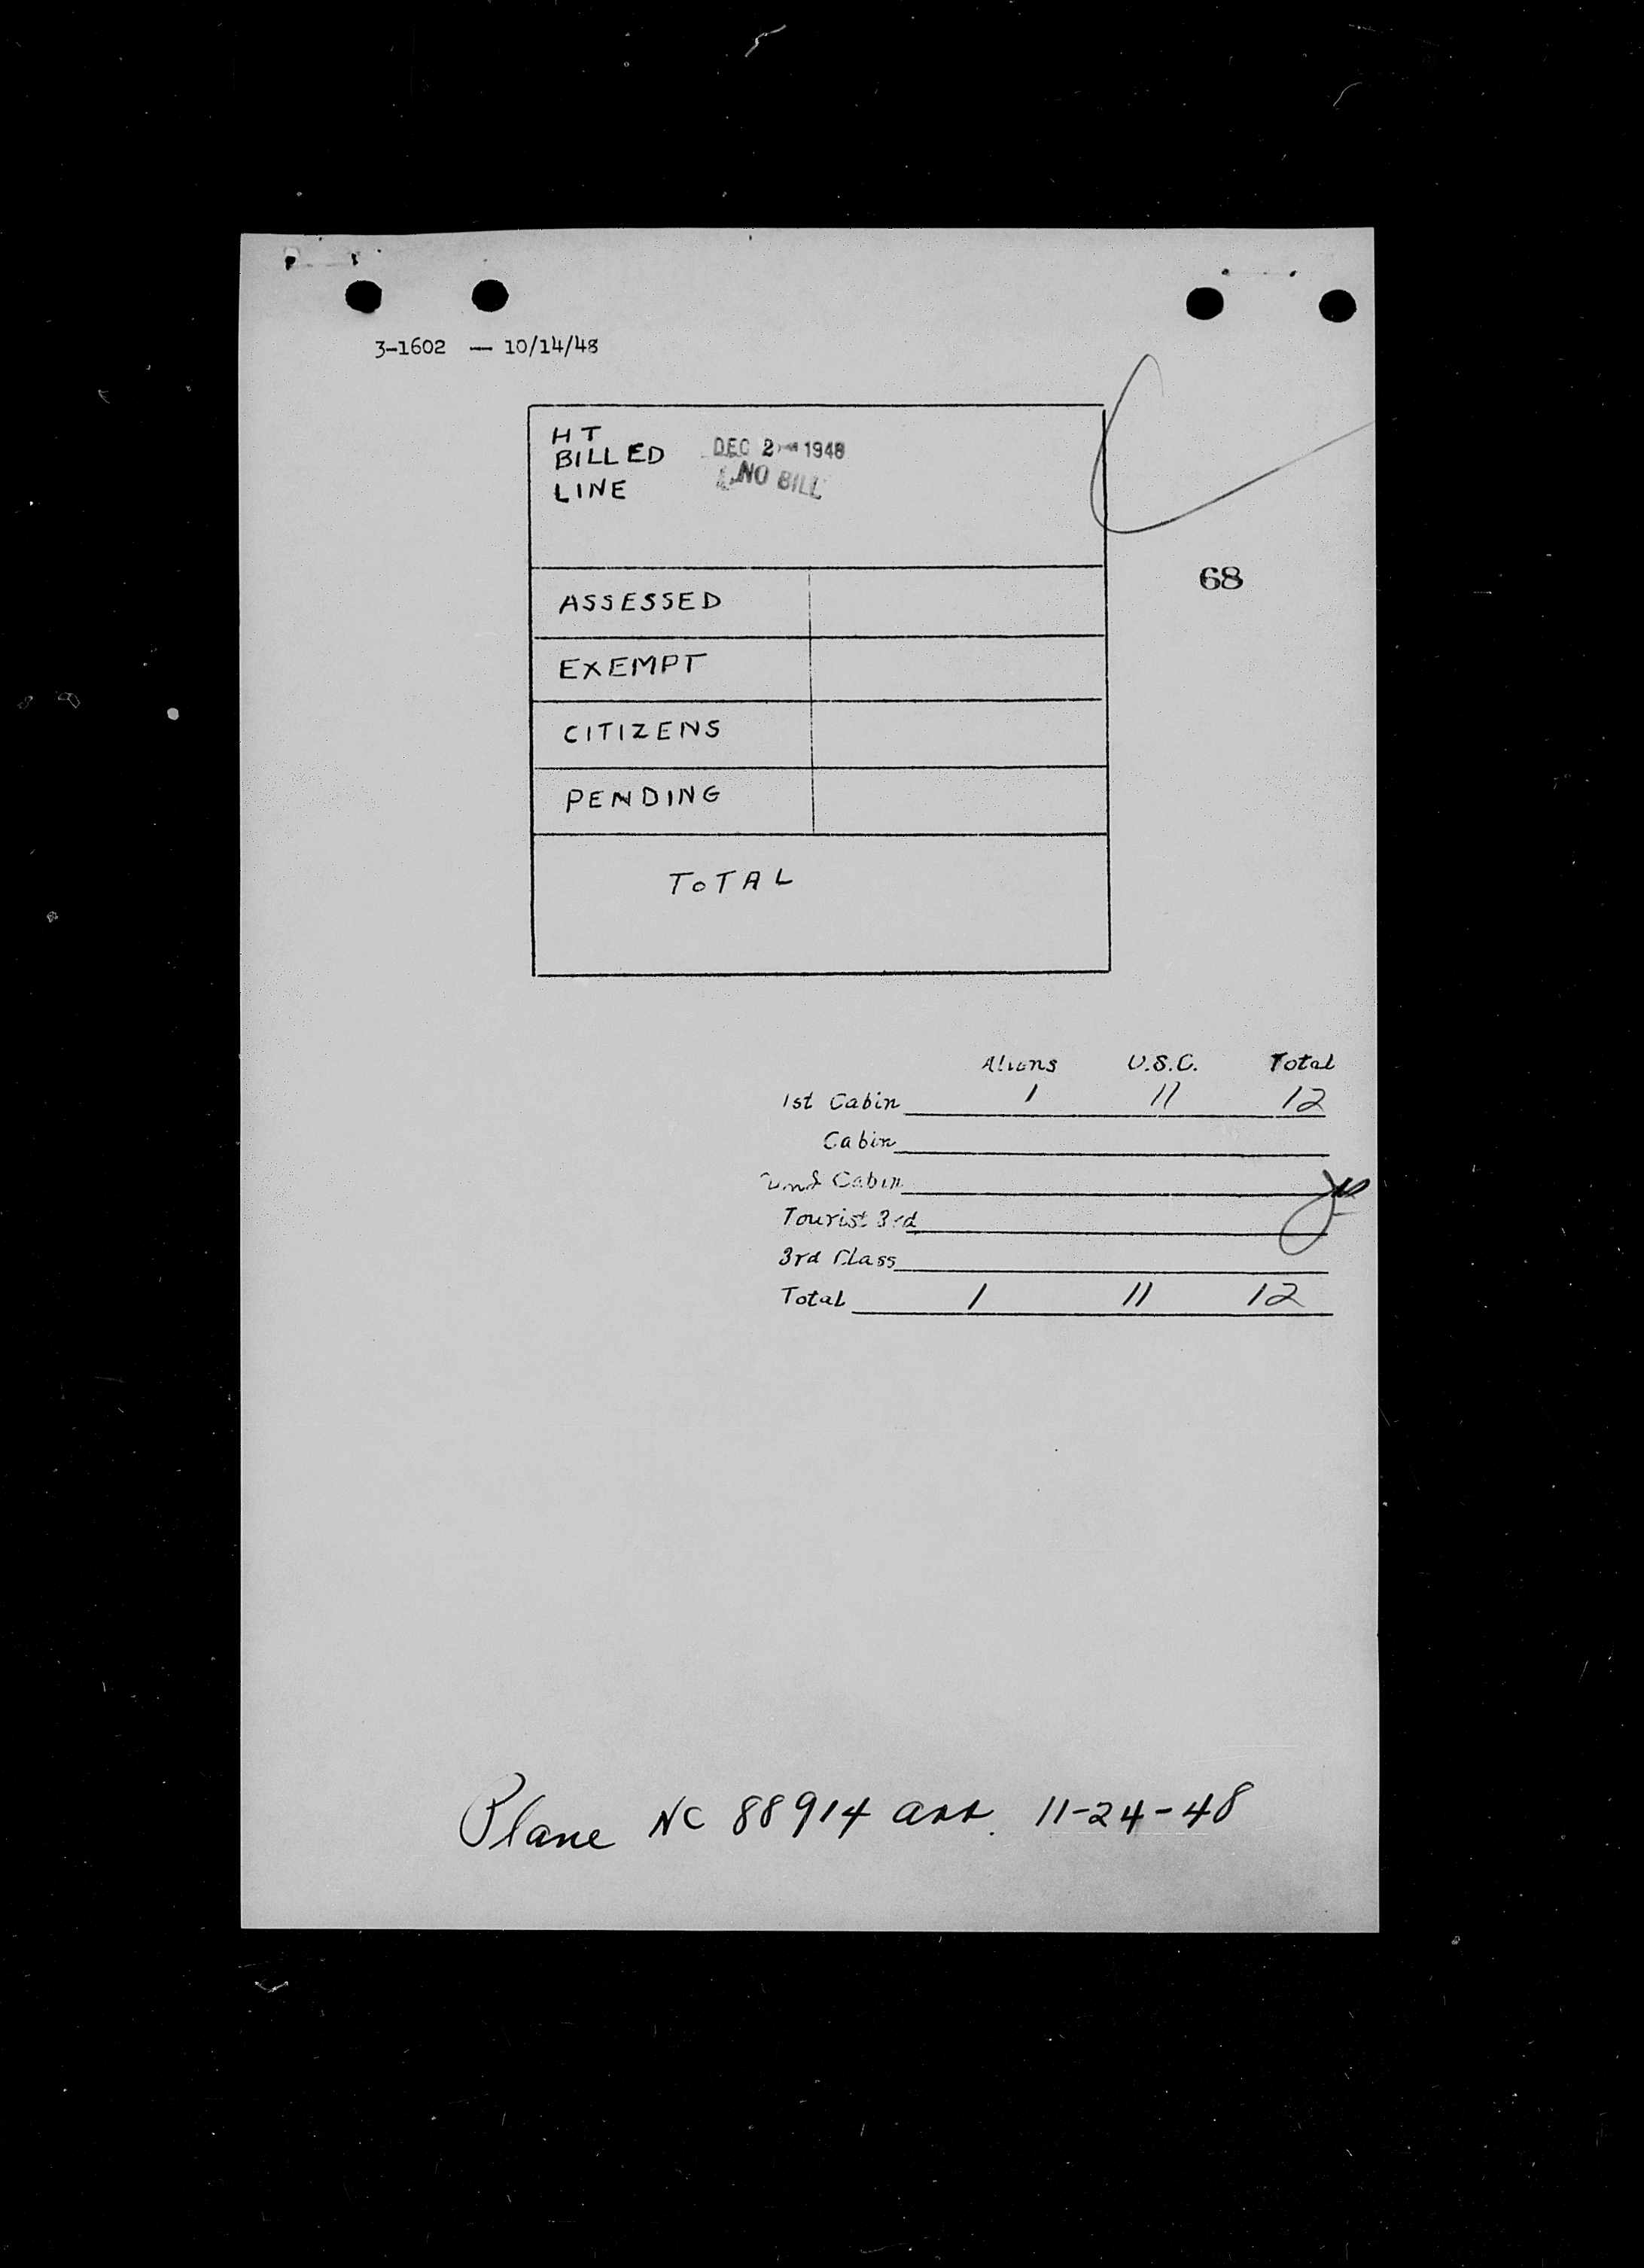 3-1602 — 10/14/48
HT
BILLED
LINE
DEC 2 1948
NO BILL
68
ASSESSED
EXEMPT
CITIZENS
PENDING
TOTAL
Aliens U.S.C. Total
1st Cabin 1 11 12
Cabin
2nd Cabin
Tourist 3rd
3rd Class
Total 1 11 12
Plane NC 88914 arr. 11-24-48